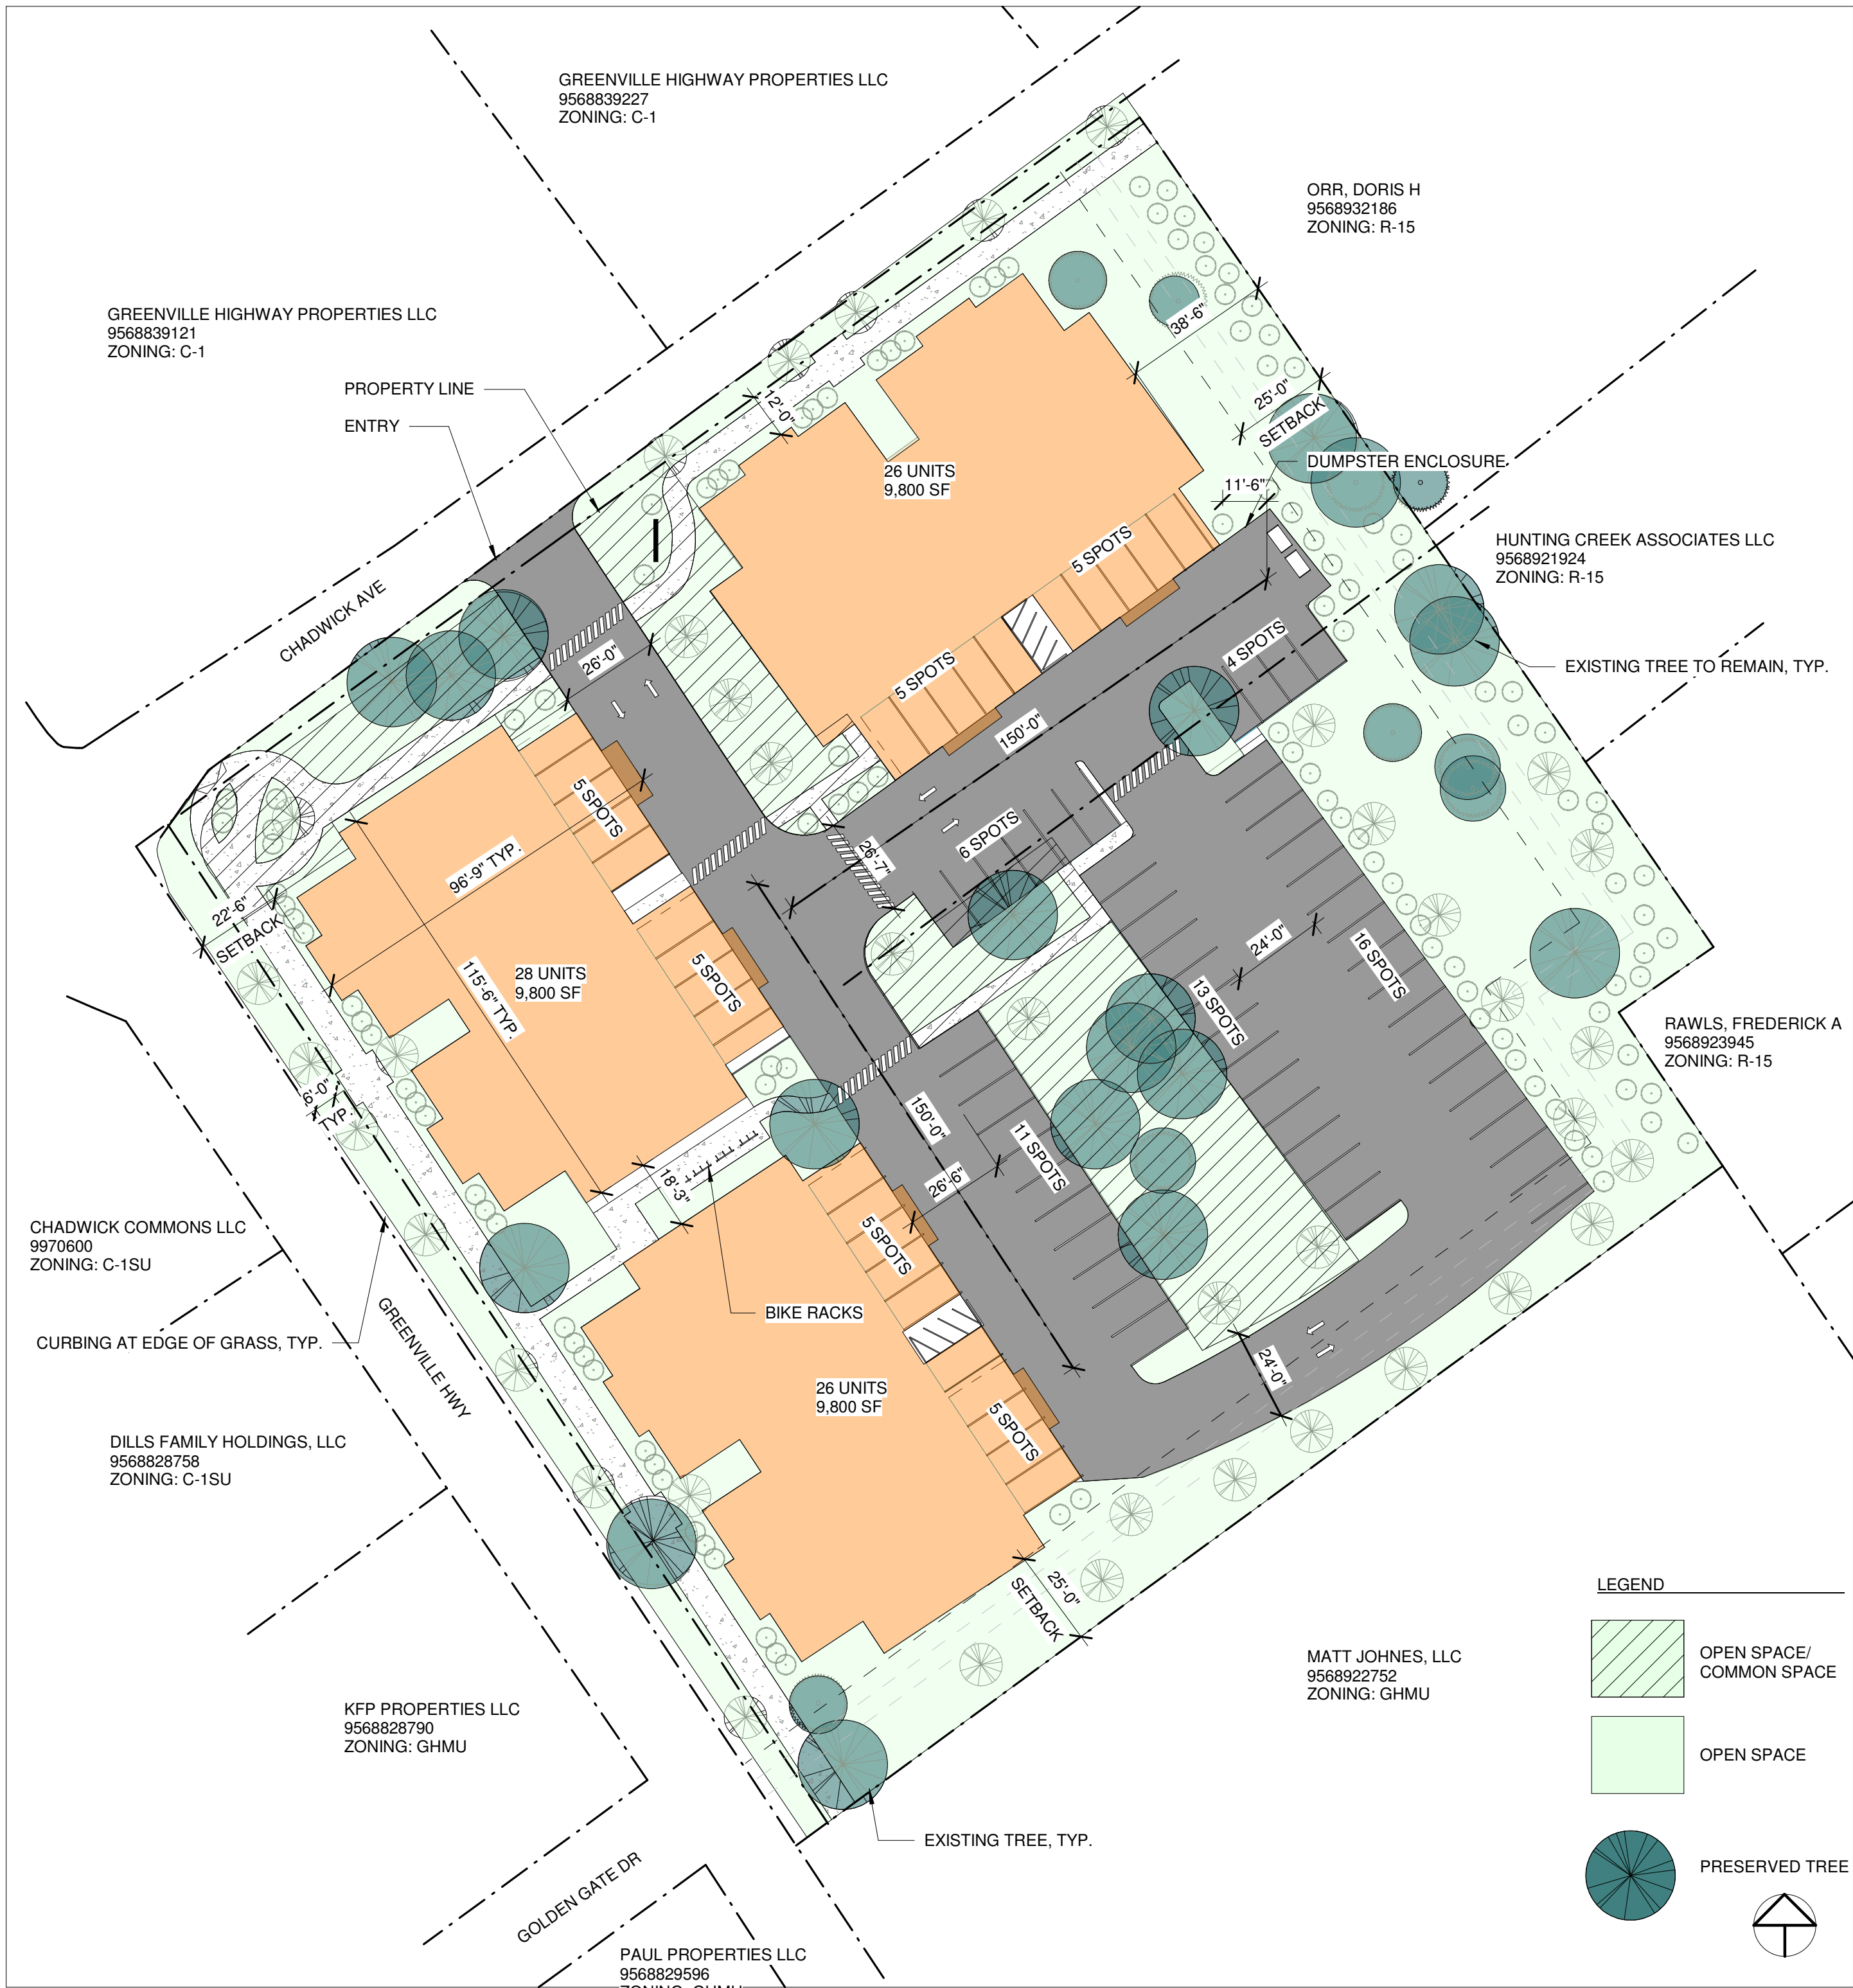 GREENVILLE HIGHWAY PROPERTIES LLC
9568839227
ZONING: C-1
ORR, DORIS H
9568932186
ZONING: R-15
GREENVILLE HIGHWAY PROPERTIES LLC
9568839121
ZONING: C-1
PROPERTY LINE
ENTRY
CHADWICK AVE
12'-0"
38'-6"
25'-0"
SETBACK
DUMPSTER ENCLOSURE
11'-6"
26 UNITS
9,800 SF
5 SPOTS
5 SPOTS
HUNTING CREEK ASSOCIATES LLC
9568921924
ZONING: R-15
EXISTING TREE TO REMAIN, TYP.
4 SPOTS
26'-0"
150'-0"
5 SPOTS
6 SPOTS
26'-7"
96'-9" TYP.
22'-6"
SETBACK
115'-6" TYP.
28 UNITS
9,800 SF
5 SPOTS
24'-0"
16 SPOTS
13 SPOTS
RAWLS, FREDERICK A
9568923945
ZONING: R-15
6'-0"
TYP.
150'-0"
11 SPOTS
18'-3"
26'-6"
5 SPOTS
CHADWICK COMMONS LLC
9970600
ZONING: C-1SU
CURBING AT EDGE OF GRASS, TYP.
GREENVILLE HWY
BIKE RACKS
26 UNITS
9,800 SF
24'-0"
5 SPOTS
DILLS FAMILY HOLDINGS, LLC
9568828758
ZONING: C-1SU
25'-0"
SETBACK
MATT JOHNES, LLC
9568922752
ZONING: GHMU
KFP PROPERTIES LLC
9568828790
ZONING: GHMU
EXISTING TREE, TYP.
GOLDEN GATE DR
PAUL PROPERTIES LLC
9568829596
ZONING: GHMU
LEGEND
OPEN SPACE/
COMMON SPACE
OPEN SPACE
PRESERVED TREE